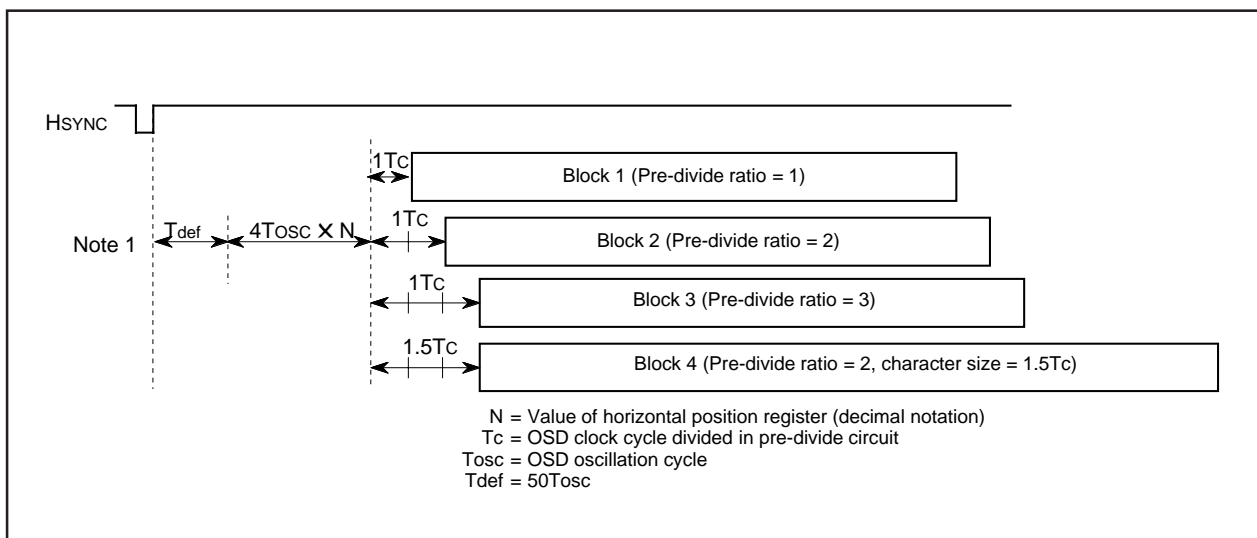 HSYNC
1TC
Block 1 (Pre-divide ratio = 1)
Note 1
Tdef
4TOSC × N
1TC
Block 2 (Pre-divide ratio = 2)
1TC
Block 3 (Pre-divide ratio = 3)
1.5TC
Block 4 (Pre-divide ratio = 2, character size = 1.5Tc)
N = Value of horizontal position register (decimal notation)
Tc = OSD clock cycle divided in pre-divide circuit
Tosc = OSD oscillation cycle
Tdef = 50Tosc